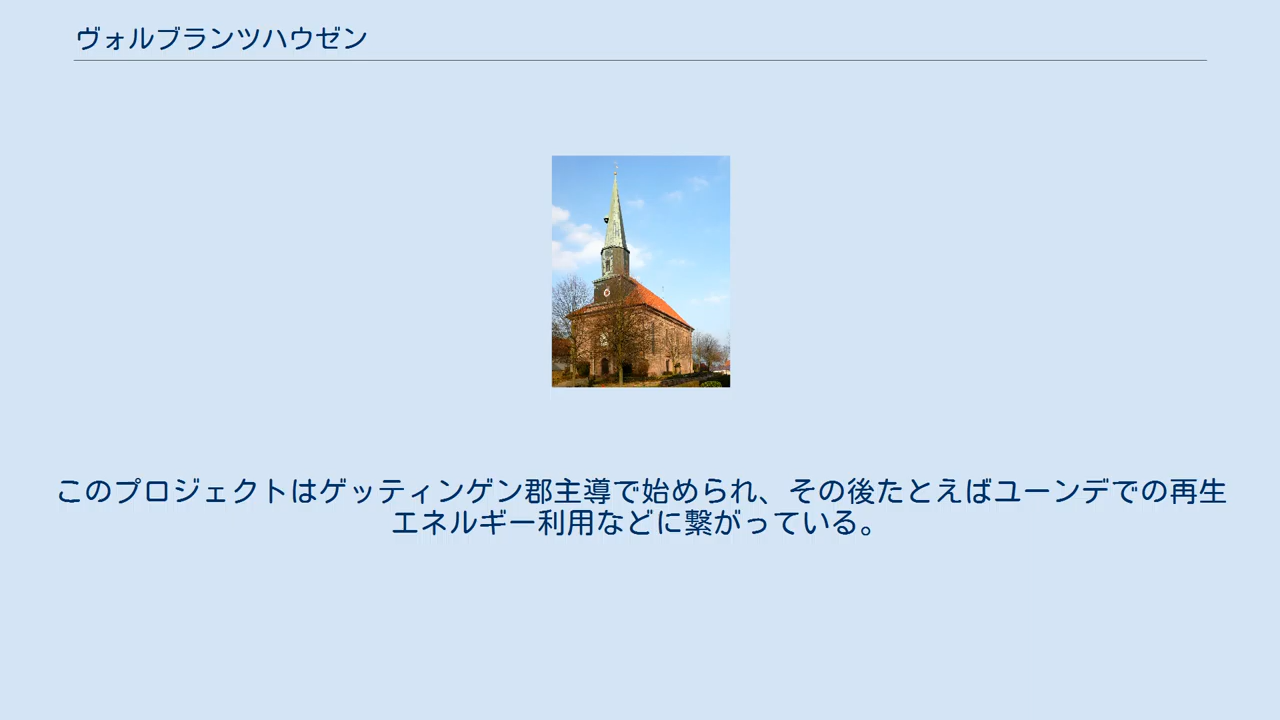 ヴォルブランツハウゼン
このプロジェクトはゲッティンゲン郡主導で始められ、その後たとえばユーンデでの再生
エネルギー利用などに繋がっている。